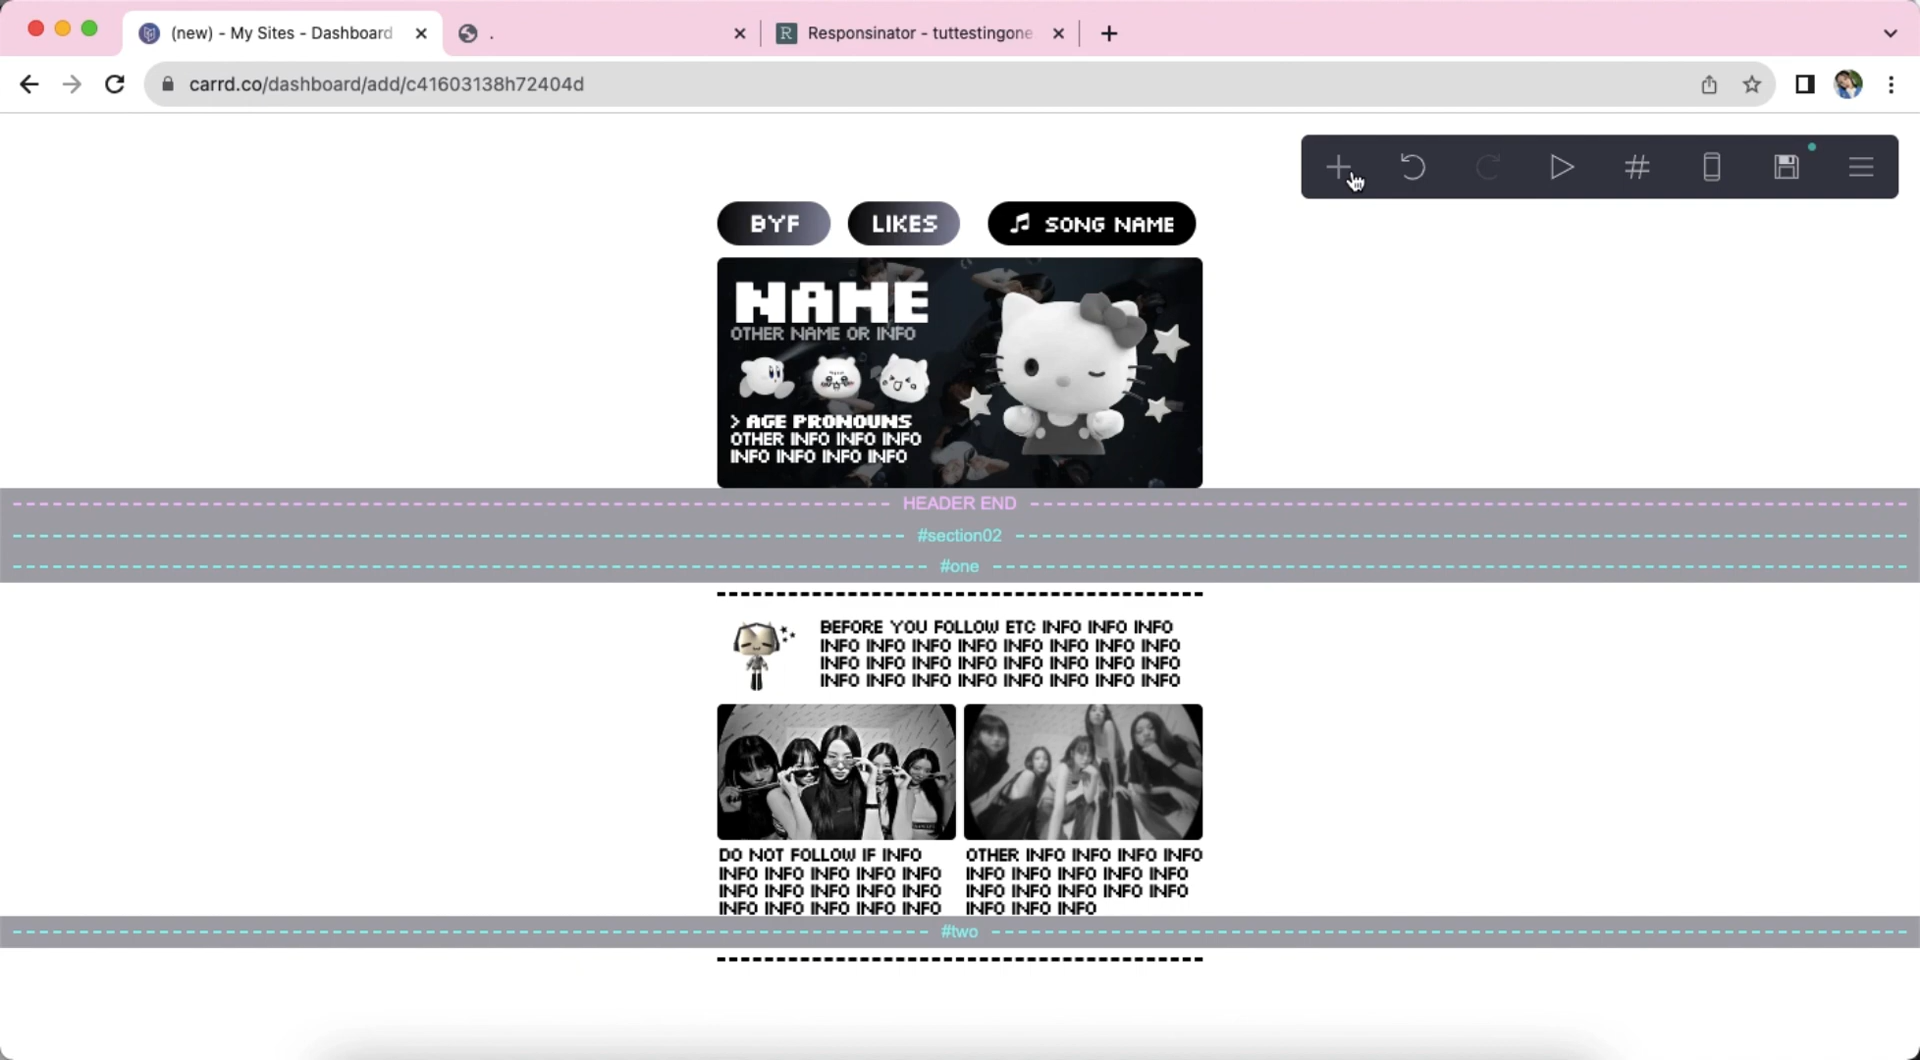 (new) - My Sites - Dashboard
.
Responsinator - tuttestingone
carrd.co/dashboard/add/c41603138h72404d
BYF
LIKES
SONG NAME
NAME
OTHER NAME OR INFO
> AGE PRONOUNS
OTHER INFO INFO INFO
INFO INFO INFO INFO
HEADER END
#section02
#one
BEFORE YOU FOLLOW ETC INFO INFO INFO
INFO INFO INFO INFO INFO INFO INFO INFO
INFO INFO INFO INFO INFO INFO INFO INFO
INFO INFO INFO INFO INFO INFO INFO INFO
DO NOT FOLLOW IF INFO
INFO INFO INFO INFO INFO
INFO INFO INFO INFO INFO
INFO INFO INFO INFO INFO
OTHER INFO INFO INFO INFO
INFO INFO INFO INFO INFO
INFO INFO INFO INFO INFO
INFO INFO INFO
#two